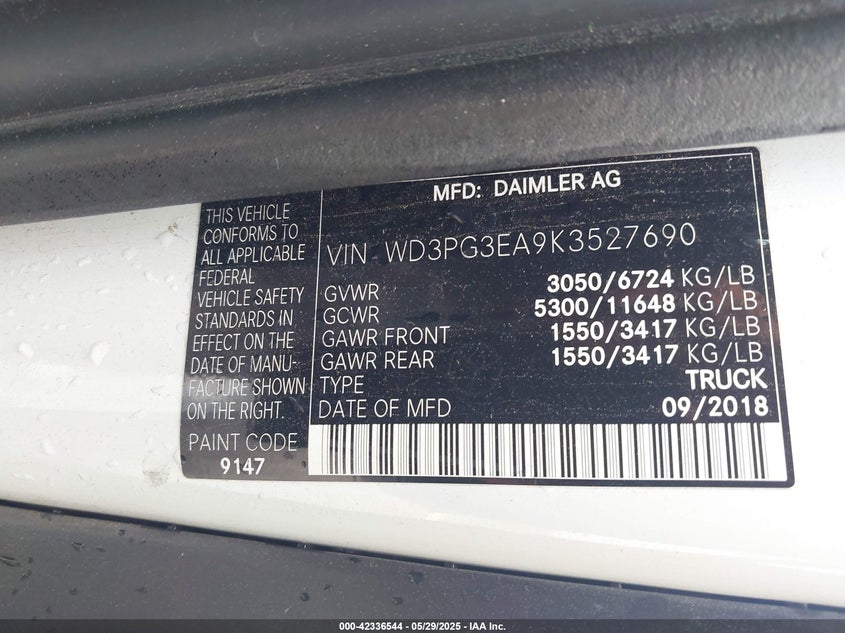 MFD: DAIMLER AG
THIS VEHICLE
CONFORMS TO
ALL APPLICABLE
FEDERAL
VEHICLE SAFETY
STANDARDS IN
EFFECT ON THE
DATE OF MANU-
FACTURE SHOWN
ON THE RIGHT.
PAINT CODE
9147
VIN WD3PG3EA9K3527690
GVWR 3050/6724 KG/LB
GCWR 5300/11648 KG/LB
GAWR FRONT 1550/3417 KG/LB
GAWR REAR 1550/3417 KG/LB
TYPE TRUCK
DATE OF MFD 09/2018
000-42336544 / 05/29/2025 - IAA Inc.